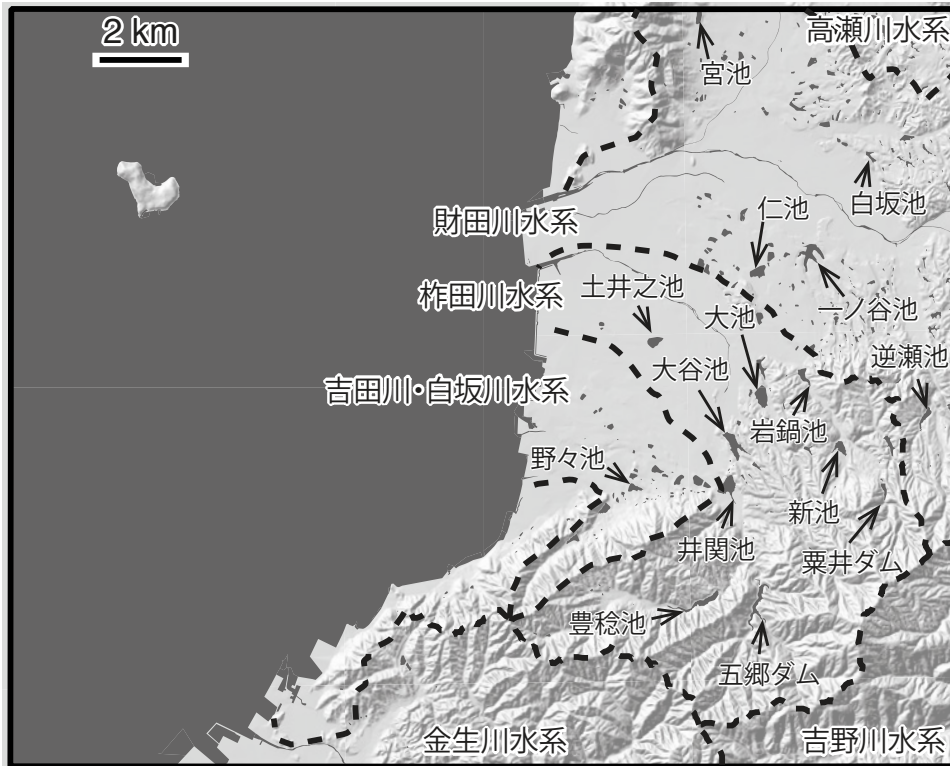 2 km
高瀬川水系
宮池
白坂池
仁池
財田川水系
土井之池
柞田川水系
一ノ谷池
大池
逆瀬池
大谷池
吉田川・白坂川水系
岩鍋池
野々池
新池
井関池
粟井ダム
豊稔池
五郷ダム
金生川水系
吉野川水系